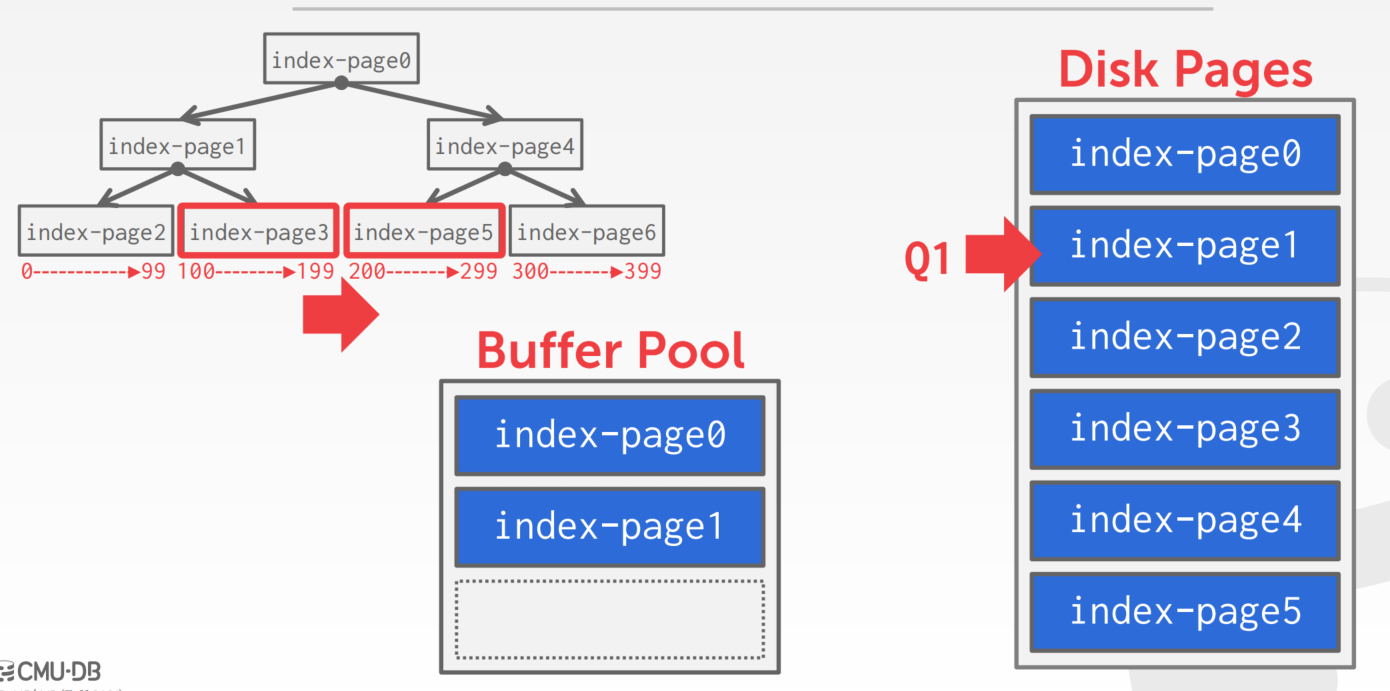 index-page0
index-page1
index-page4
index-page2
index-page3
index-page5
index-page6
0----------▶99
100-------▶199
200------▶299
300------▶399
Buffer Pool
index-page0
index-page1
Disk Pages
index-page0
Q1
index-page1
index-page2
index-page3
index-page4
index-page5
CMU·DB